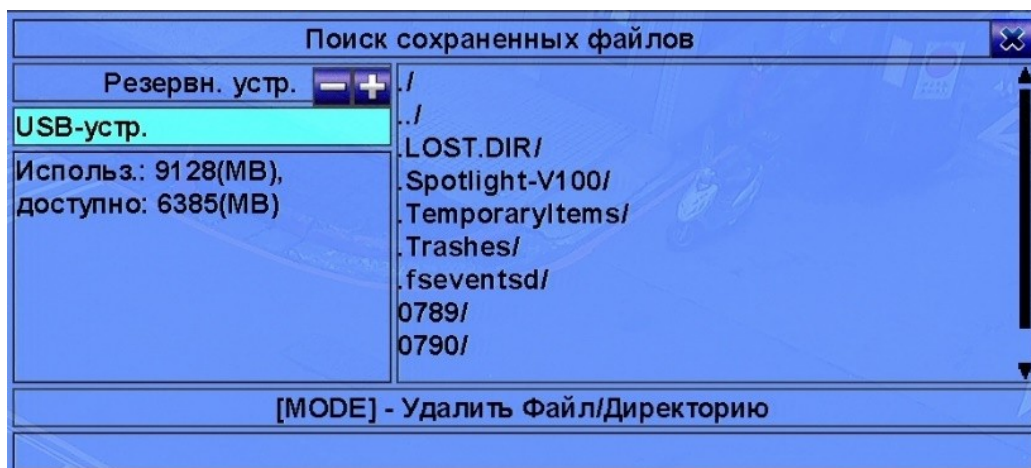 Поиск сохраненных файлов
Резервн. устр.
USB-устр.
Использ.: 9128(MB),
доступно: 6385(MB)
./
../
.LOST.DIR/
.Spotlight-V100/
.TemporaryItems/
.Trashes/
.fseventsd/
0789/
0790/
[MODE] - Удалить Файл/Директорию